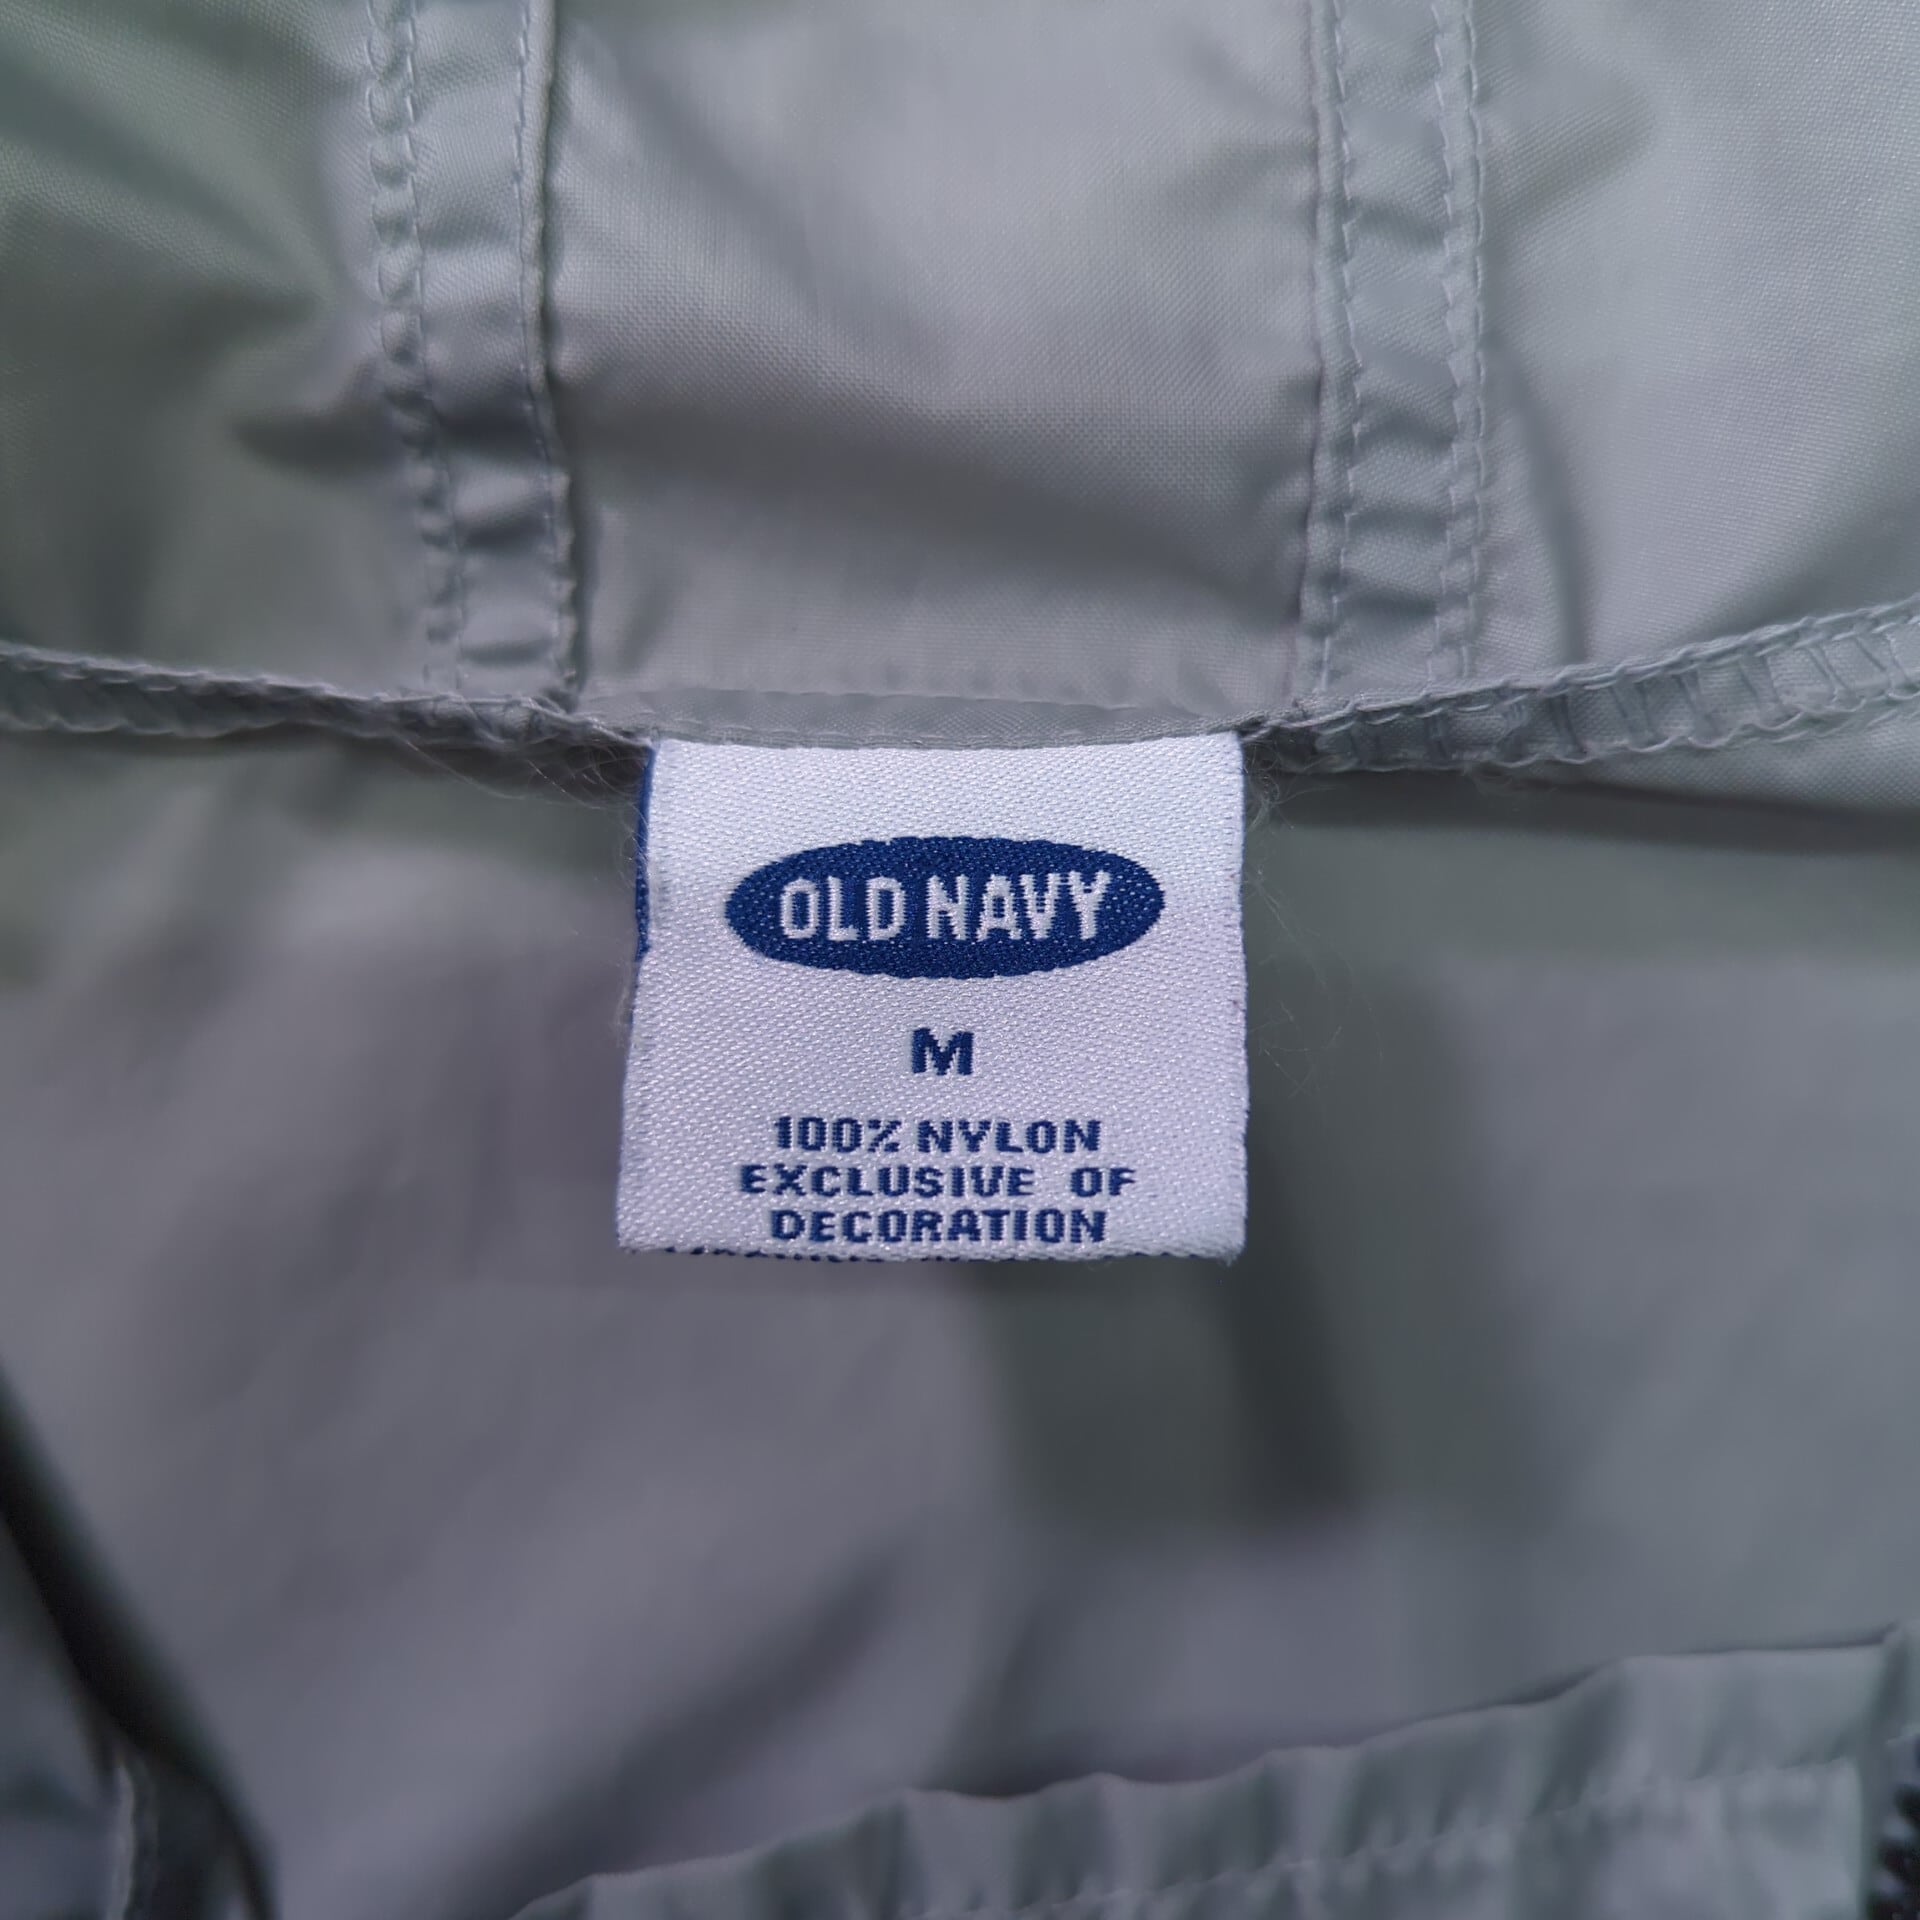 OLD NAVY
M
100% NYLON
EXCLUSIVE OF
DECORATION